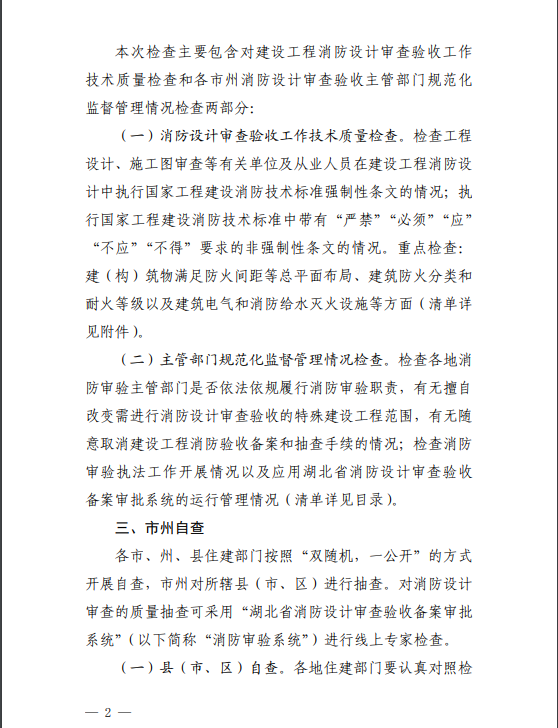 本次检查主要包含对建设工程消防设计审查验收工作
技术质量检查和各市州消防设计审查验收主管部门规范化
监督管理情况检查两部分：
（一）消防设计审查验收工作技术质量检查。检查工程
设计、施工图审查等有关单位及从业人员在建设工程消防设
计中执行国家工程建设消防技术标准强制性条文的情况；执
行国家工程建设消防技术标准中带有“严禁”“必须”“应”
“不应”“不得”要求的非强制性条文的情况。重点检查：
建（构）筑物满足防火间距等总平面布局、建筑防火分类和
耐火等级以及建筑电气和消防给水灭火设施等方面（清单详
见附件）。
（二）主管部门规范化监督管理情况检查。检查各地消
防审验主管部门是否依法依规履行消防审验职责，有无擅自
改变需进行消防设计审查验收的特殊建设工程范围，有无随
意取消建设工程消防验收备案和抽查手续的情况；检查消防
审验执法工作开展情况以及应用湖北省消防设计审查验收
备案审批系统的运行管理情况（清单详见目录）。
三、市州自查
各市、州、县住建部门按照“双随机，一公开”的方式
开展自查，市州对所辖县（市、区）进行抽查。对消防设计
审查的质量抽查可采用“湖北省消防设计审查验收备案审批
系统”（以下简称“消防审验系统”）进行线上专家检查。
（一）县（市、区）自查。各地住建部门要认真对照检
— 2 —